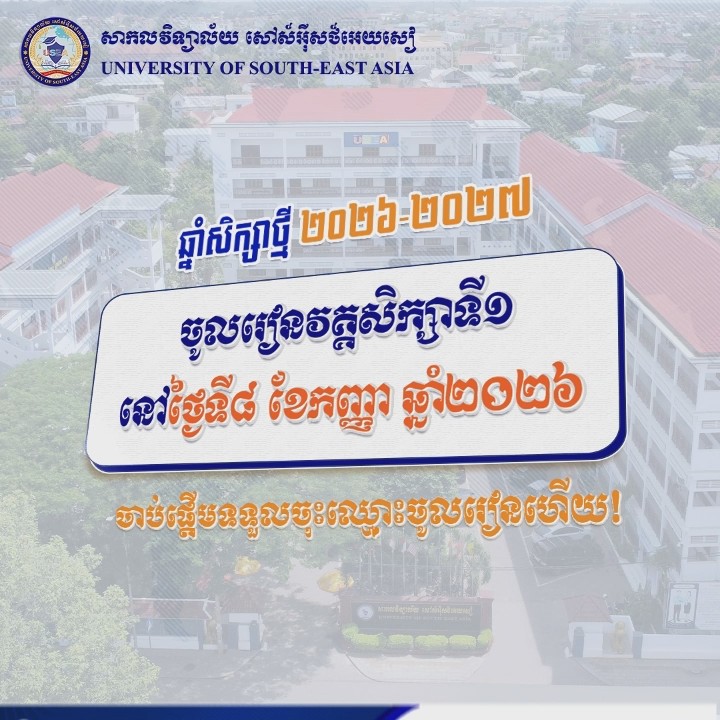 សាកលវិទ្យាល័យ សៅស៍អ៊ីសថ៍អេយសៀ
UNIVERSITY OF SOUTH-EAST ASIA
ឆ្នាំសិក្សាថ្មី ២០២៦-២០២៧
ចូលរៀនវគ្គសិក្សាទី១
នៅថ្ងៃទី៨ ខែកញ្ញា ឆ្នាំ២០២៦
ចាប់ផ្តើមទទួលចុះឈ្មោះចូលរៀនហើយ!